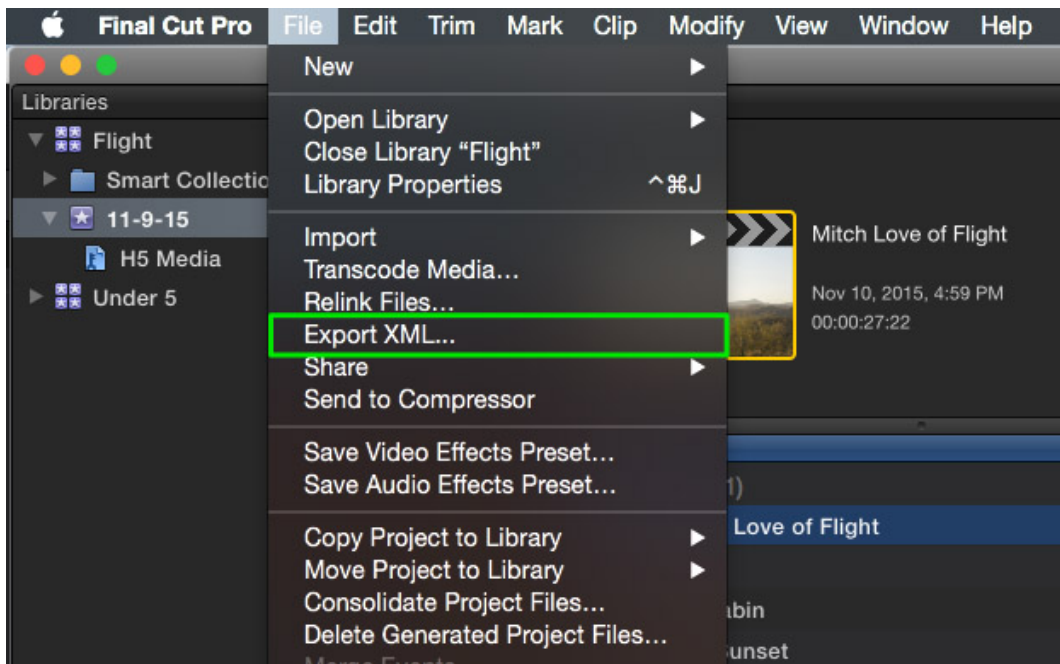 Final Cut Pro File Edit Trim Mark Clip Modify View Window Help
Libraries
Flight
Smart Collectio
11-9-15
H5 Media
Under 5
New
Open Library
Close Library “Flight”
Library Properties ^⌘J
Import
Transcode Media...
Relink Files...
Export XML...
Share
Send to Compressor
Save Video Effects Preset...
Save Audio Effects Preset...
Copy Project to Library
Move Project to Library
Consolidate Project Files...
Delete Generated Project Files...
Merge Events
Mitch Love of Flight
Nov 10, 2015, 4:59 PM
00:00:27:22
1)
Love of Flight
abin
unset